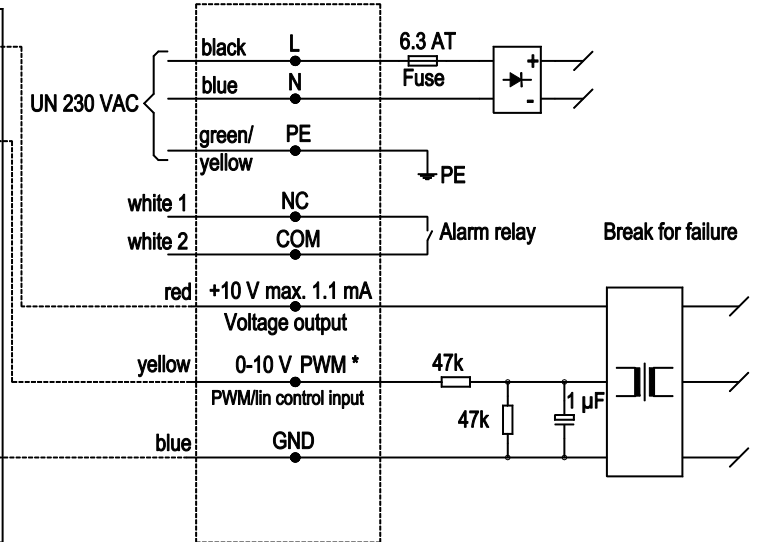 black L 6.3 AT
Fuse
+
-
UN 230 VAC
blue N
green/
yellow PE
PE
white 1 NC
white 2 COM
Alarm relay
Break for failure
red +10 V max. 1.1 mA
Voltage output
yellow 0-10 V PWM *
PWM/lin control input
47k
47k
1 µF
blue GND